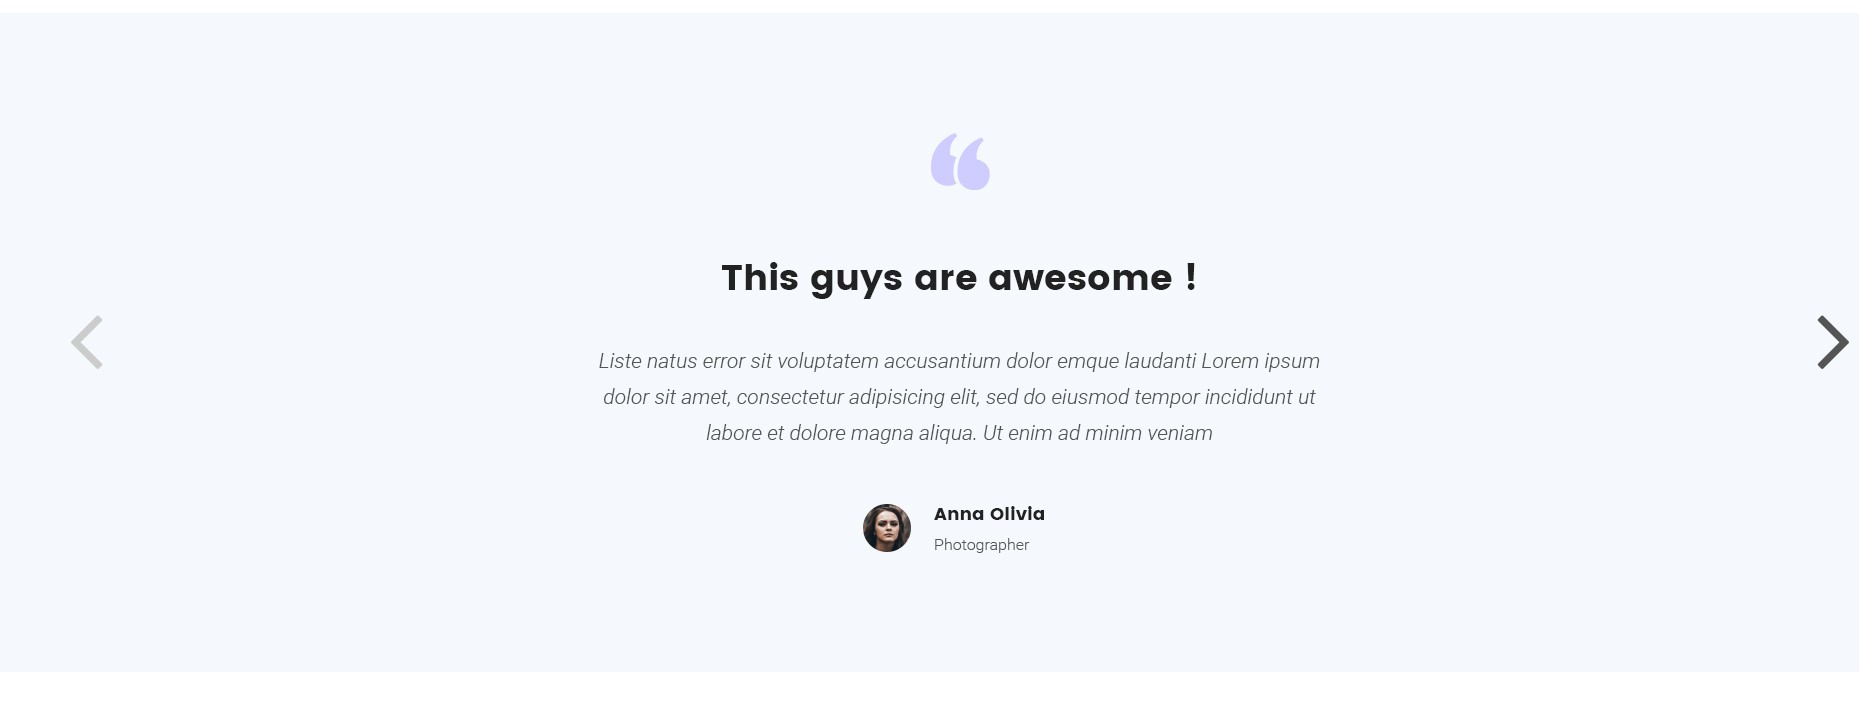 “
This guys are awesome !
Liste natus error sit voluptatem accusantium dolor emque laudanti Lorem ipsum
dolor sit amet, consectetur adipisicing elit, sed do eiusmod tempor incididunt ut
labore et dolore magna aliqua. Ut enim ad minim veniam
Anna Olivia
Photographer